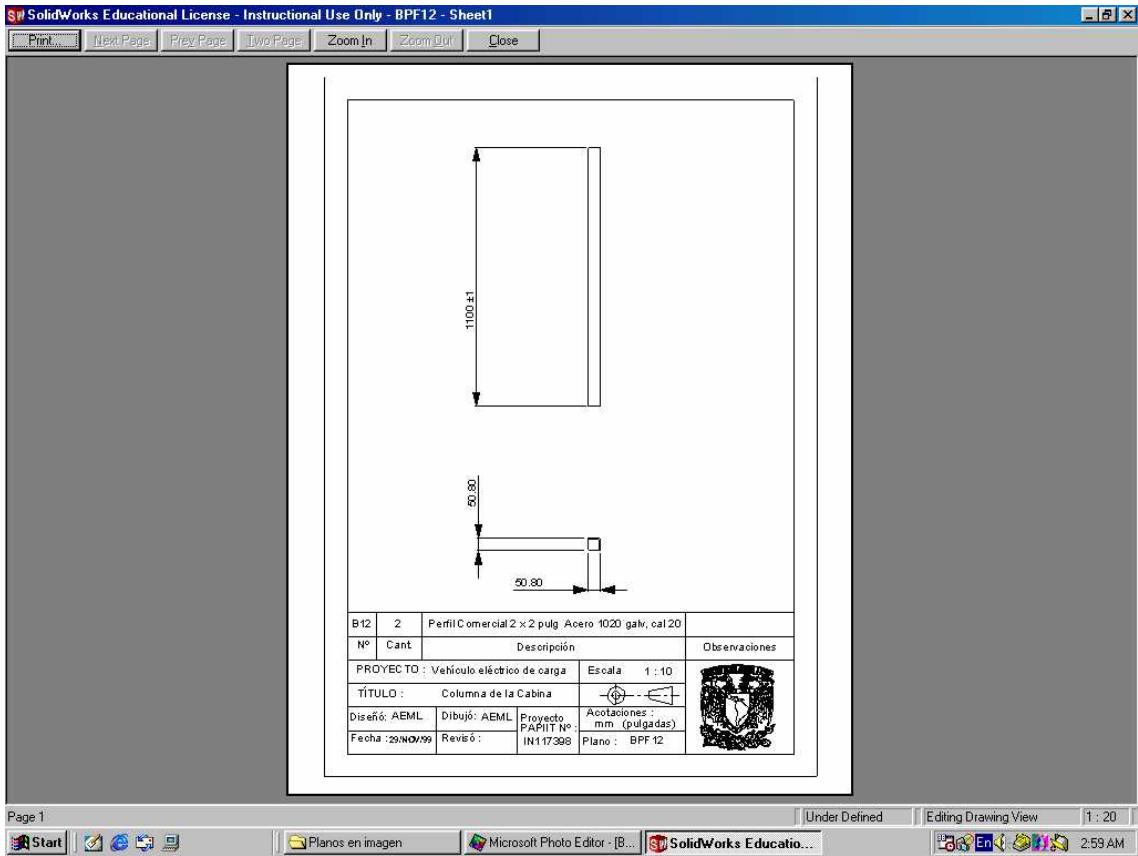 SolidWorks Educational License - Instructional Use Only - BPF12 - Sheet1
Print... Next Page Prev Page Two Page Zoom In Zoom Out Close
1100 ±1
50.80
50.80
B12 2 Perfil Comercial 2 x 2 pulg Acero 1020 galv, cal 20
Nº Cant. Descripción Observaciones
PROYECTO : Vehículo eléctrico de carga Escala 1 : 10
TÍTULO : Columna de la Cabina
Diseñó: AEML Dibujó: AEML Proyecto PAPIIT Nº : IN117398 Acotaciones : mm (pulgadas)
Fecha : 29/NOV/99 Revisó : Plano : BPF 12
Page 1 Under Defined Editing Drawing View 1 : 20
Start Planos en imagen Microsoft Photo Editor - [B... SolidWorks Educatio... En 2:59 AM